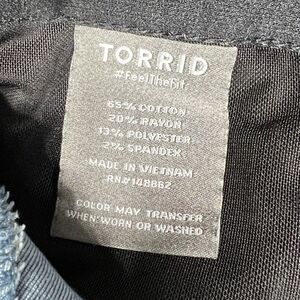 TORRID
#FeelTheFit
65% COTTON
20% RAYON
13% POLYESTER
2% SPANDEX
MADE IN VIETNAM
RN# 148862
COLOR MAY TRANSFER
WHEN WORN OR WASHED